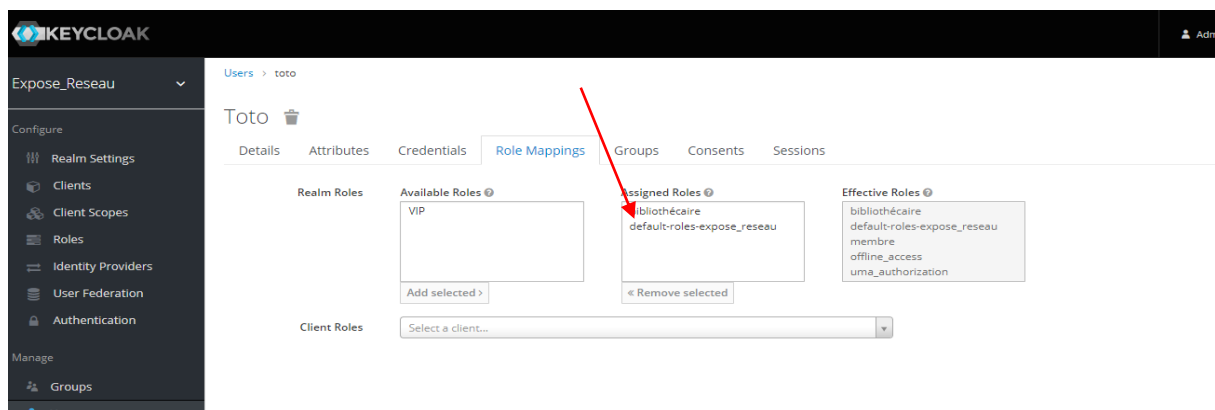 KEYCLOAK
Adm
Expose_Reseau
Users > toto
Toto
Configure
Realm Settings
Clients
Client Scopes
Roles
Identity Providers
User Federation
Authentication
Manage
Groups
Details Attributes Credentials Role Mappings Groups Consents Sessions
Realm Roles
Available Roles
VIP
Add selected >
Assigned Roles
bibliothécaire
default-roles-expose_reseau
« Remove selected
Effective Roles
bibliothécaire
default-roles-expose_reseau
membre
offline_access
uma_authorization
Client Roles
Select a client...